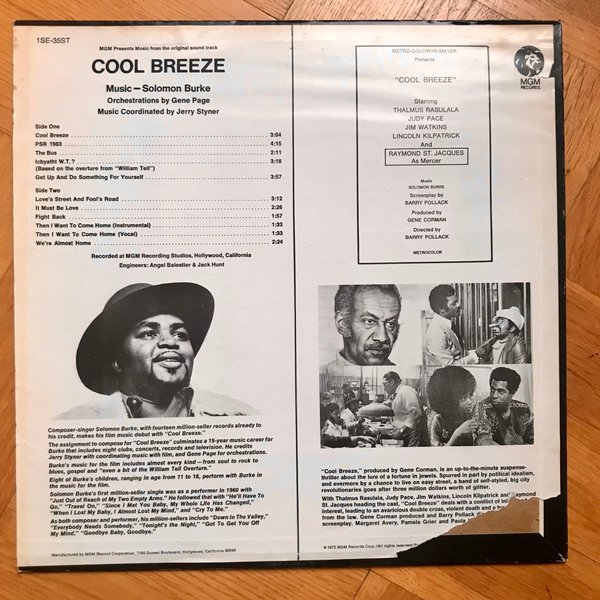 1SE-35ST
MGM Presents Music from the original sound track
COOL BREEZE
Music—Solomon Burke
Orchestrations by Gene Page
Music Coordinated by Jerry Styner
Side One
Cool Breeze 3:04
PSR 1983 4:15
The Bus 2:11
Icbyatht W.T.? 3:18
(Based on the overture from "William Tell")
Get Up And Do Something For Yourself 3:57
Side Two
Love's Street And Fool's Road 3:12
It Must Be Love 2:26
Fight Back 1:57
Then I Want To Come Home (Instrumental) 1:33
Then I Want To Come Home (Vocal) 1:33
We're Almost Home 2:24
Recorded at MGM Recording Studios, Hollywood, California
Engineers: Angel Balestier & Jack Hunt
Composer-singer Solomon Burke, with fourteen million-seller records already to
his credit, makes his film music debut with "Cool Breeze."
The assignment to compose for "Cool Breeze" culminates a 19-year music career for
Burke that includes night clubs, concerts, records and television. He credits
Jerry Styner with coordinating music with film, and Gene Page for orchestrations.
Burke's music for the film includes almost every kind—from soul to rock to
blues, gospel and "even a bit of the William Tell Overture."
Eight of Burke's children, ranging in age from 11 to 18, perform with Burke in
the music for the film.
Solomon Burke's first million-seller single was as a performer in 1960 with
"Just Out of Reach of My Two Empty Arms." He followed that with "He'll Have To
Go," "Travel On," "Since I Met You Baby, My Whole Life Has Changed,"
"When I Lost My Baby, I Almost Lost My Mind," and "Cry To Me."
As both composer and performer, his million-sellers include "Down In The Valley,"
"Everybody Needs Somebody," "Tonight's the Night," "Got To Get You Off
My Mind," "Goodbye Baby, Goodbye."
Manufactured by MGM Record Corporation, 7165 Sunset Boulevard, Hollywood, California 90046
METRO-GOLDWYN-MAYER
Presents
"COOL BREEZE"
Starring
THALMUS RASULALA
JUDY PACE
JIM WATKINS
LINCOLN KILPATRICK
And
RAYMOND ST. JACQUES
As Mercer
Music
SOLOMON BURKE
Screenplay by
BARRY POLLACK
Produced by
GENE CORMAN
Directed by
BARRY POLLACK
METROCOLOR
MGM
RECORDS
"Cool Breeze," produced by Gene Corman, is an up-to-the-minute suspense-
thriller about the lure of a fortune in jewels. Spurred in part by political idealism,
and evermore by a chance to live on easy street, a band of self-styled, big city
revolutionaries goes after three million dollars worth of glitter.
With Thalmus Rasulala, Judy Pace, Jim Watkins, Lincoln Kilpatrick and Raymond
St. Jacques heading the cast, "Cool Breeze" deals with a conflict of
interest, leading to an avaricious double cross, violent death and a
from the law. Gene Corman produced and Barry Pollack
screenplay. Margaret Avery, Pamela Grier and Paula
©1972 MGM Records Corp./All rights reserved